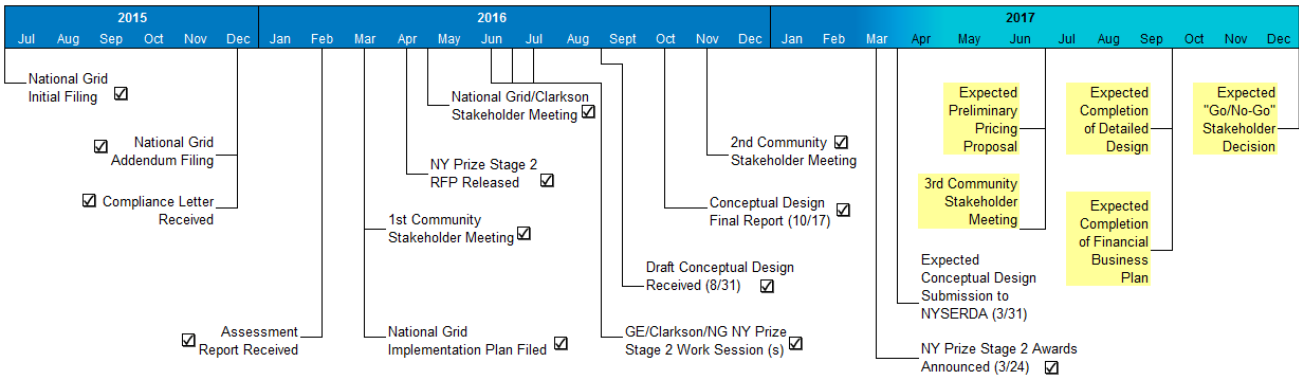 2015
2016
2017
Jul Aug Sep Oct Nov Dec Jan Feb Mar Apr May Jun Jul Aug Sept Oct Nov Dec Jan Feb Mar Apr May Jun Jul Aug Sep Oct Nov Dec
National Grid
Initial Filing
National Grid
Addendum Filing
Compliance Letter
Received
Assessment
Report Received
National Grid/Clarkson
Stakeholder Meeting
NY Prize Stage 2
RFP Released
1st Community
Stakeholder Meeting
National Grid
Implementation Plan Filed
2nd Community
Stakeholder Meeting
Conceptual Design
Final Report (10/17)
Draft Conceptual Design
Received (8/31)
GE/Clarkson/NG NY Prize
Stage 2 Work Session (s)
Expected
Preliminary
Pricing
Proposal
3rd Community
Stakeholder
Meeting
Expected
Conceptual Design
Submission to
NYSERDA (3/31)
NY Prize Stage 2 Awards
Announced (3/24)
Expected
Completion
of Detailed
Design
Expected
Completion
of Financial
Business
Plan
Expected
"Go/No-Go"
Stakeholder
Decision